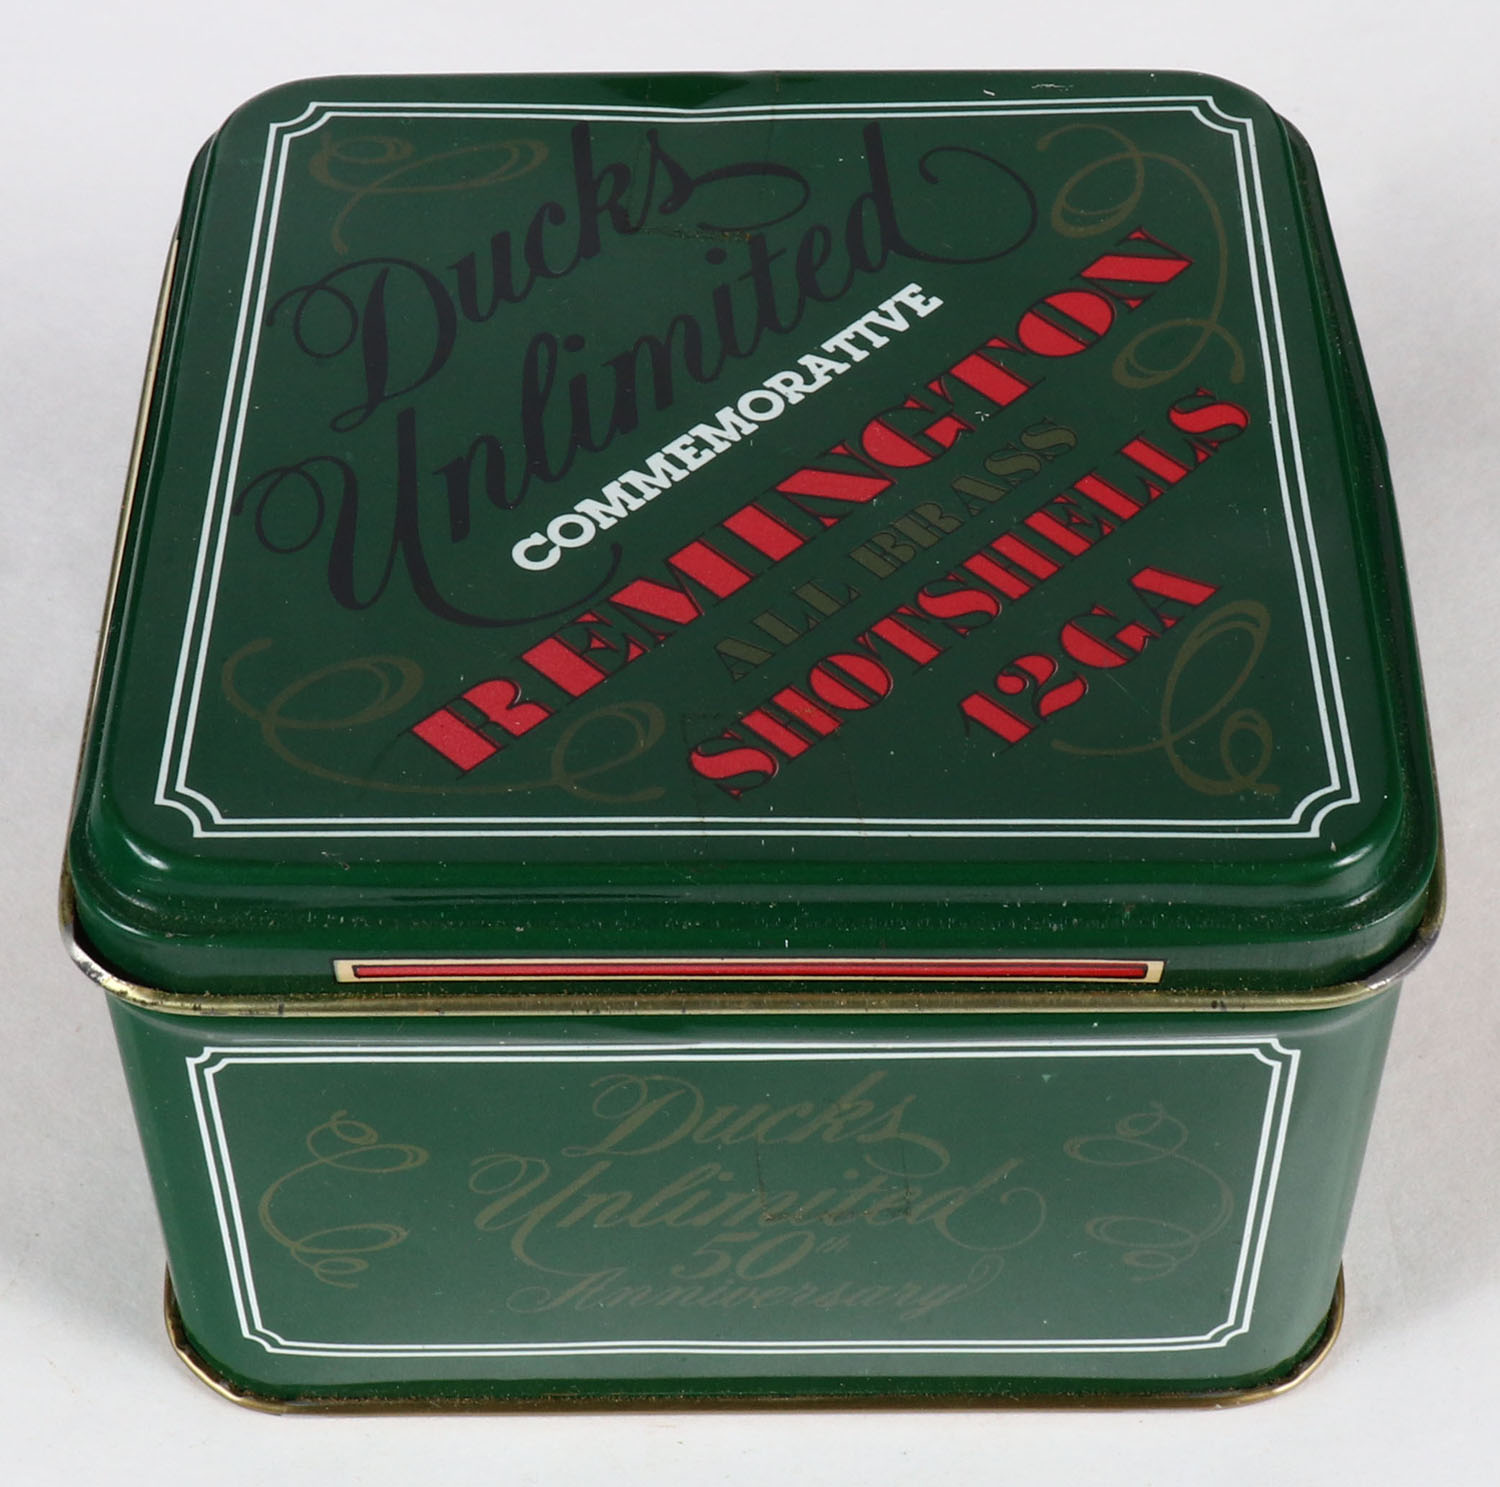 Ducks
Unlimited
COMMEMORATIVE
REMINGTON
ALL BRASS
SHOTSHELLS
12GA
Ducks
Unlimited
50th
Anniversary